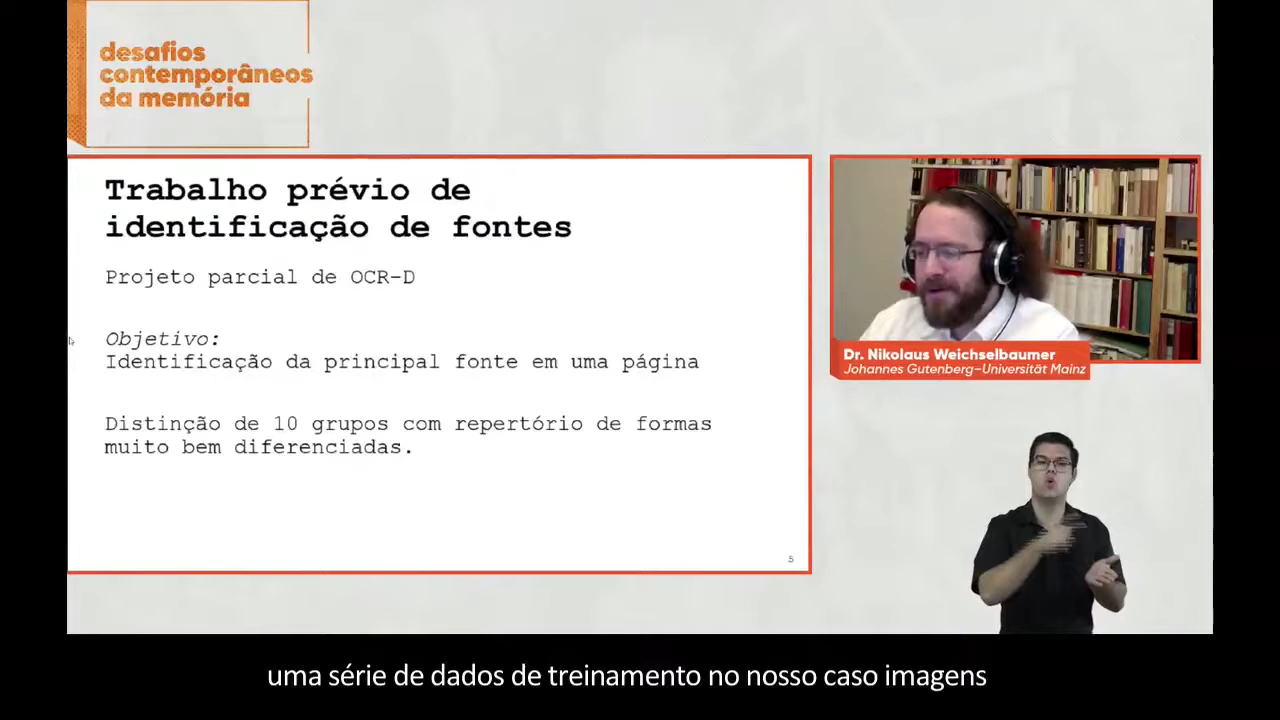 desafios
contemporâneos
da memória
Trabalho prévio de
identificação de fontes
Projeto parcial de OCR-D
Objetivo:
Identificação da principal fonte em uma página
Distinção de 10 grupos com repertório de formas
muito bem diferenciadas.
5
Dr. Nikolaus Weichselbaumer
Johannes Gutenberg-Universität Mainz
uma série de dados de treinamento no nosso caso imagens